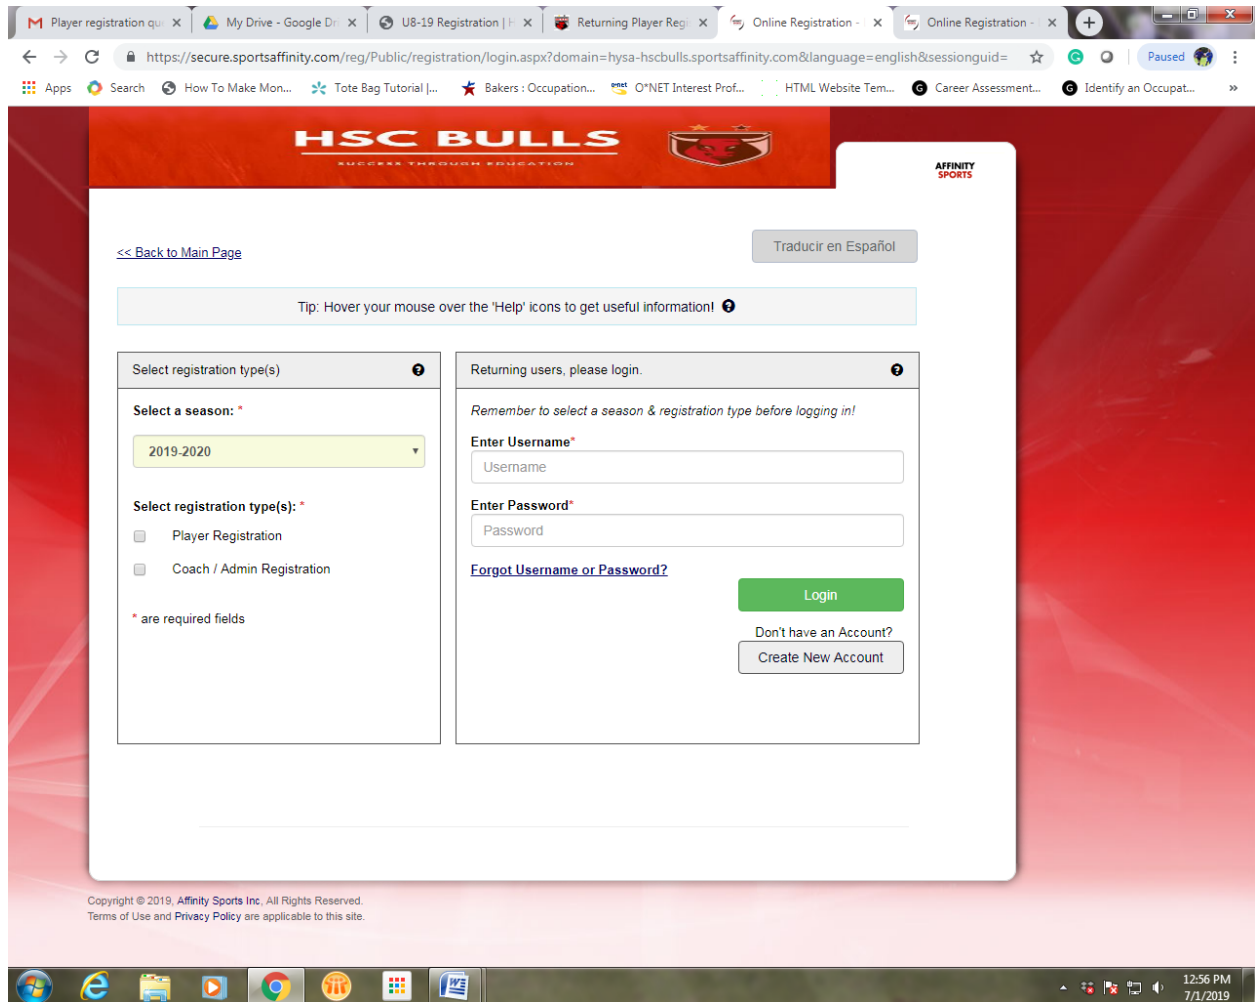 Player registration qu
My Drive - Google Dr
U8-19 Registration | H
Returning Player Regi
Online Registration -
Online Registration -
https://secure.sportsaffinity.com/reg/Public/registration/login.aspx?domain=hysa-hscbulls.sportsaffinity.com&language=english&sessionguid=
Paused
Apps
Search
How To Make Mon...
Tote Bag Tutorial |...
Bakers : Occupation...
O*NET Interest Prof...
HTML Website Tem...
Career Assessment...
Identify an Occupat...
»
HSC BULLS
SUCCESS THROUGH EDUCATION
AFFINITY
SPORTS
<< Back to Main Page
Traducir en Español
Tip: Hover your mouse over the 'Help' icons to get useful information!
Select registration type(s)
Select a season: *
2019-2020
Select registration type(s): *
Player Registration
Coach / Admin Registration
* are required fields
Returning users, please login.
Remember to select a season & registration type before logging in!
Enter Username*
Username
Enter Password*
Password
Forgot Username or Password?
Login
Don't have an Account?
Create New Account
Copyright © 2019, Affinity Sports Inc, All Rights Reserved.
Terms of Use and Privacy Policy are applicable to this site.
12:56 PM
7/1/2019